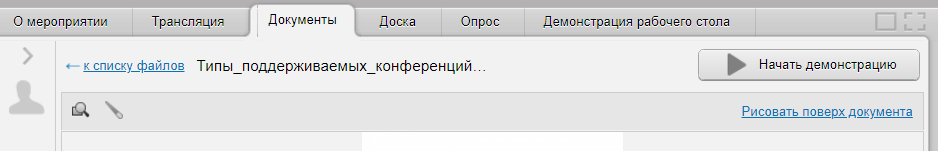 О мероприятии Трансляция Документы Доска Опрос Демонстрация рабочего стола
← к списку файлов Типы_поддерживаемых_конференций… Начать демонстрацию
Рисовать поверх документа